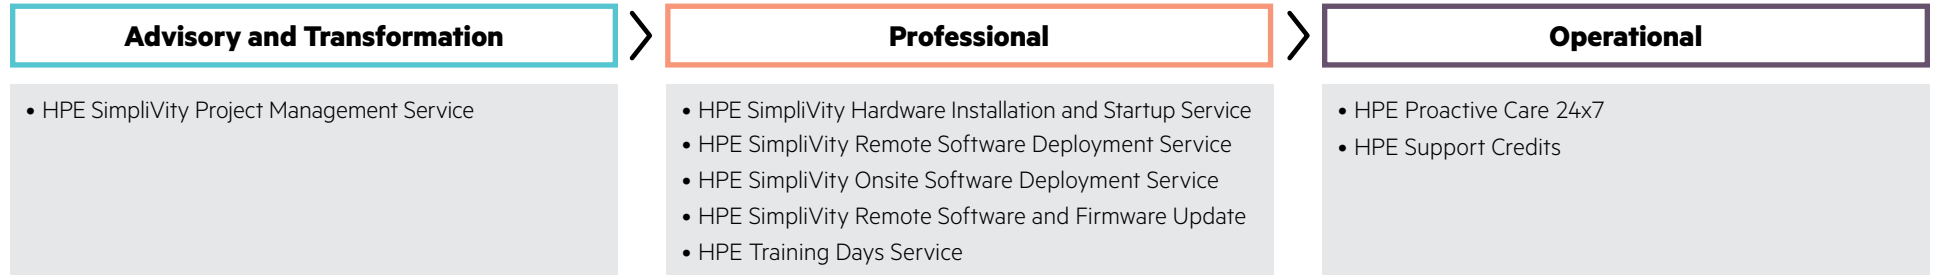 Advisory and Transformation
• HPE SimpliVity Project Management Service
Professional
• HPE SimpliVity Hardware Installation and Startup Service
• HPE SimpliVity Remote Software Deployment Service
• HPE SimpliVity Onsite Software Deployment Service
• HPE SimpliVity Remote Software and Firmware Update
• HPE Training Days Service
Operational
• HPE Proactive Care 24x7
• HPE Support Credits